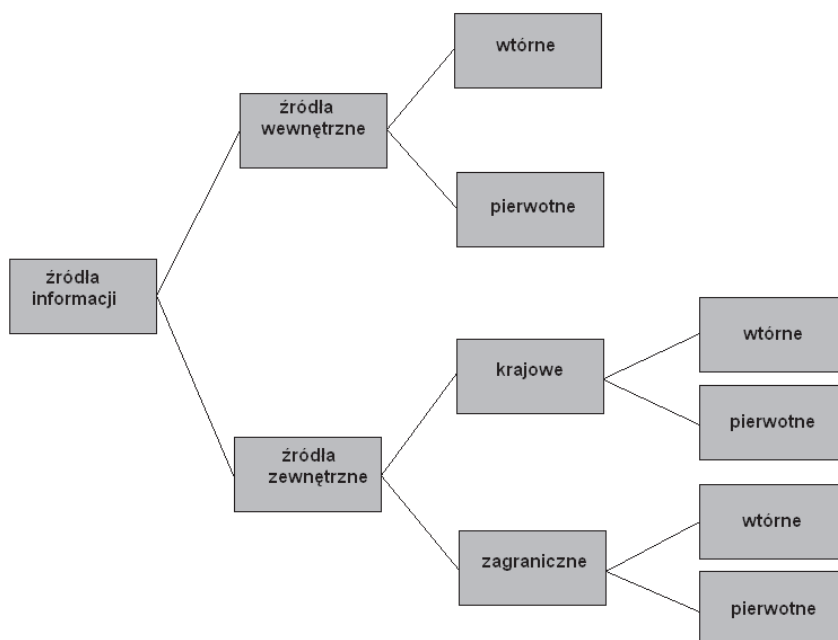 wtórne
źródła
wewnętrzne
pierwotne
źródła
informacji
wtórne
krajowe
pierwotne
źródła
zewnętrzne
wtórne
zagraniczne
pierwotne